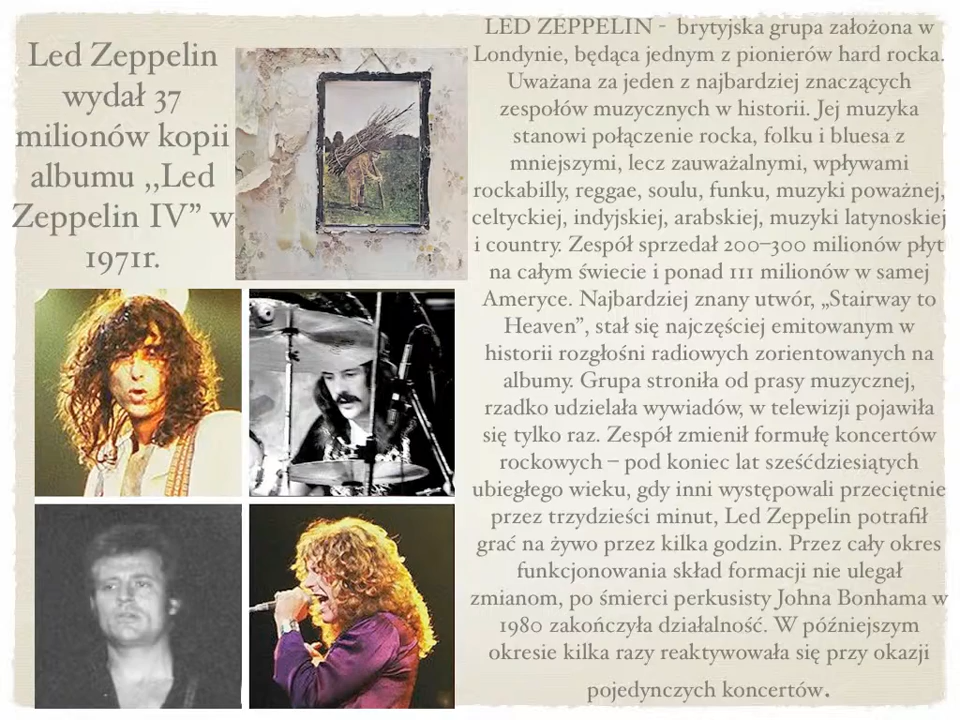 Led Zeppelin
wydał 37
milionów kopii
albumu ,,Led
Zeppelin IV” w
1971r.
LED ZEPPELIN - brytyjska grupa założona w
Londynie, będąca jednym z pionierów hard rocka.
Uważana za jeden z najbardziej znaczących
zespołów muzycznych w historii. Jej muzyka
stanowi połączenie rocka, folku i bluesa z
mniejszymi, lecz zauważalnymi, wpływami
rockabilly, reggae, soulu, funku, muzyki poważnej,
celtyckiej, indyjskiej, arabskiej, muzyki latynoskiej
i country. Zespół sprzedał 200–300 milionów płyt
na całym świecie i ponad 111 milionów w samej
Ameryce. Najbardziej znany utwór, „Stairway to
Heaven”, stał się najczęściej emitowanym w
historii rozgłośni radiowych zorientowanych na
albumy. Grupa stroniła od prasy muzycznej,
rzadko udzielała wywiadów, w telewizji pojawiła
się tylko raz. Zespół zmienił formułę koncertów
rockowych – pod koniec lat sześćdziesiątych
ubiegłego wieku, gdy inni występowali przeciętnie
przez trzydzieści minut, Led Zeppelin potrafił
grać na żywo przez kilka godzin. Przez cały okres
funkcjonowania skład formacji nie ulegał
zmianom, po śmierci perkusisty Johna Bonhama w
1980 zakończyła działalność. W późniejszym
okresie kilka razy reaktywowała się przy okazji
pojedynczych koncertów.